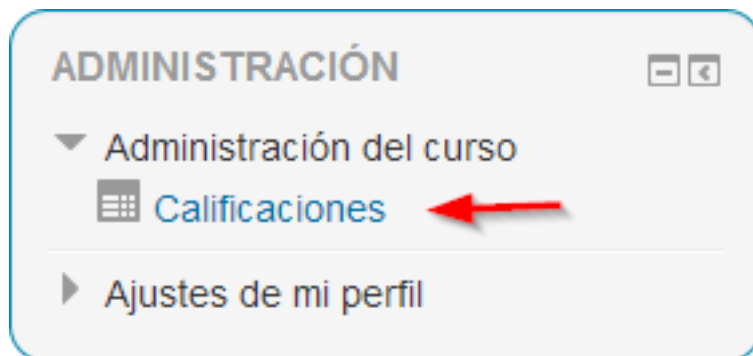 ADMINISTRACIÓN
Administración del curso
Calificaciones
Ajustes de mi perfil